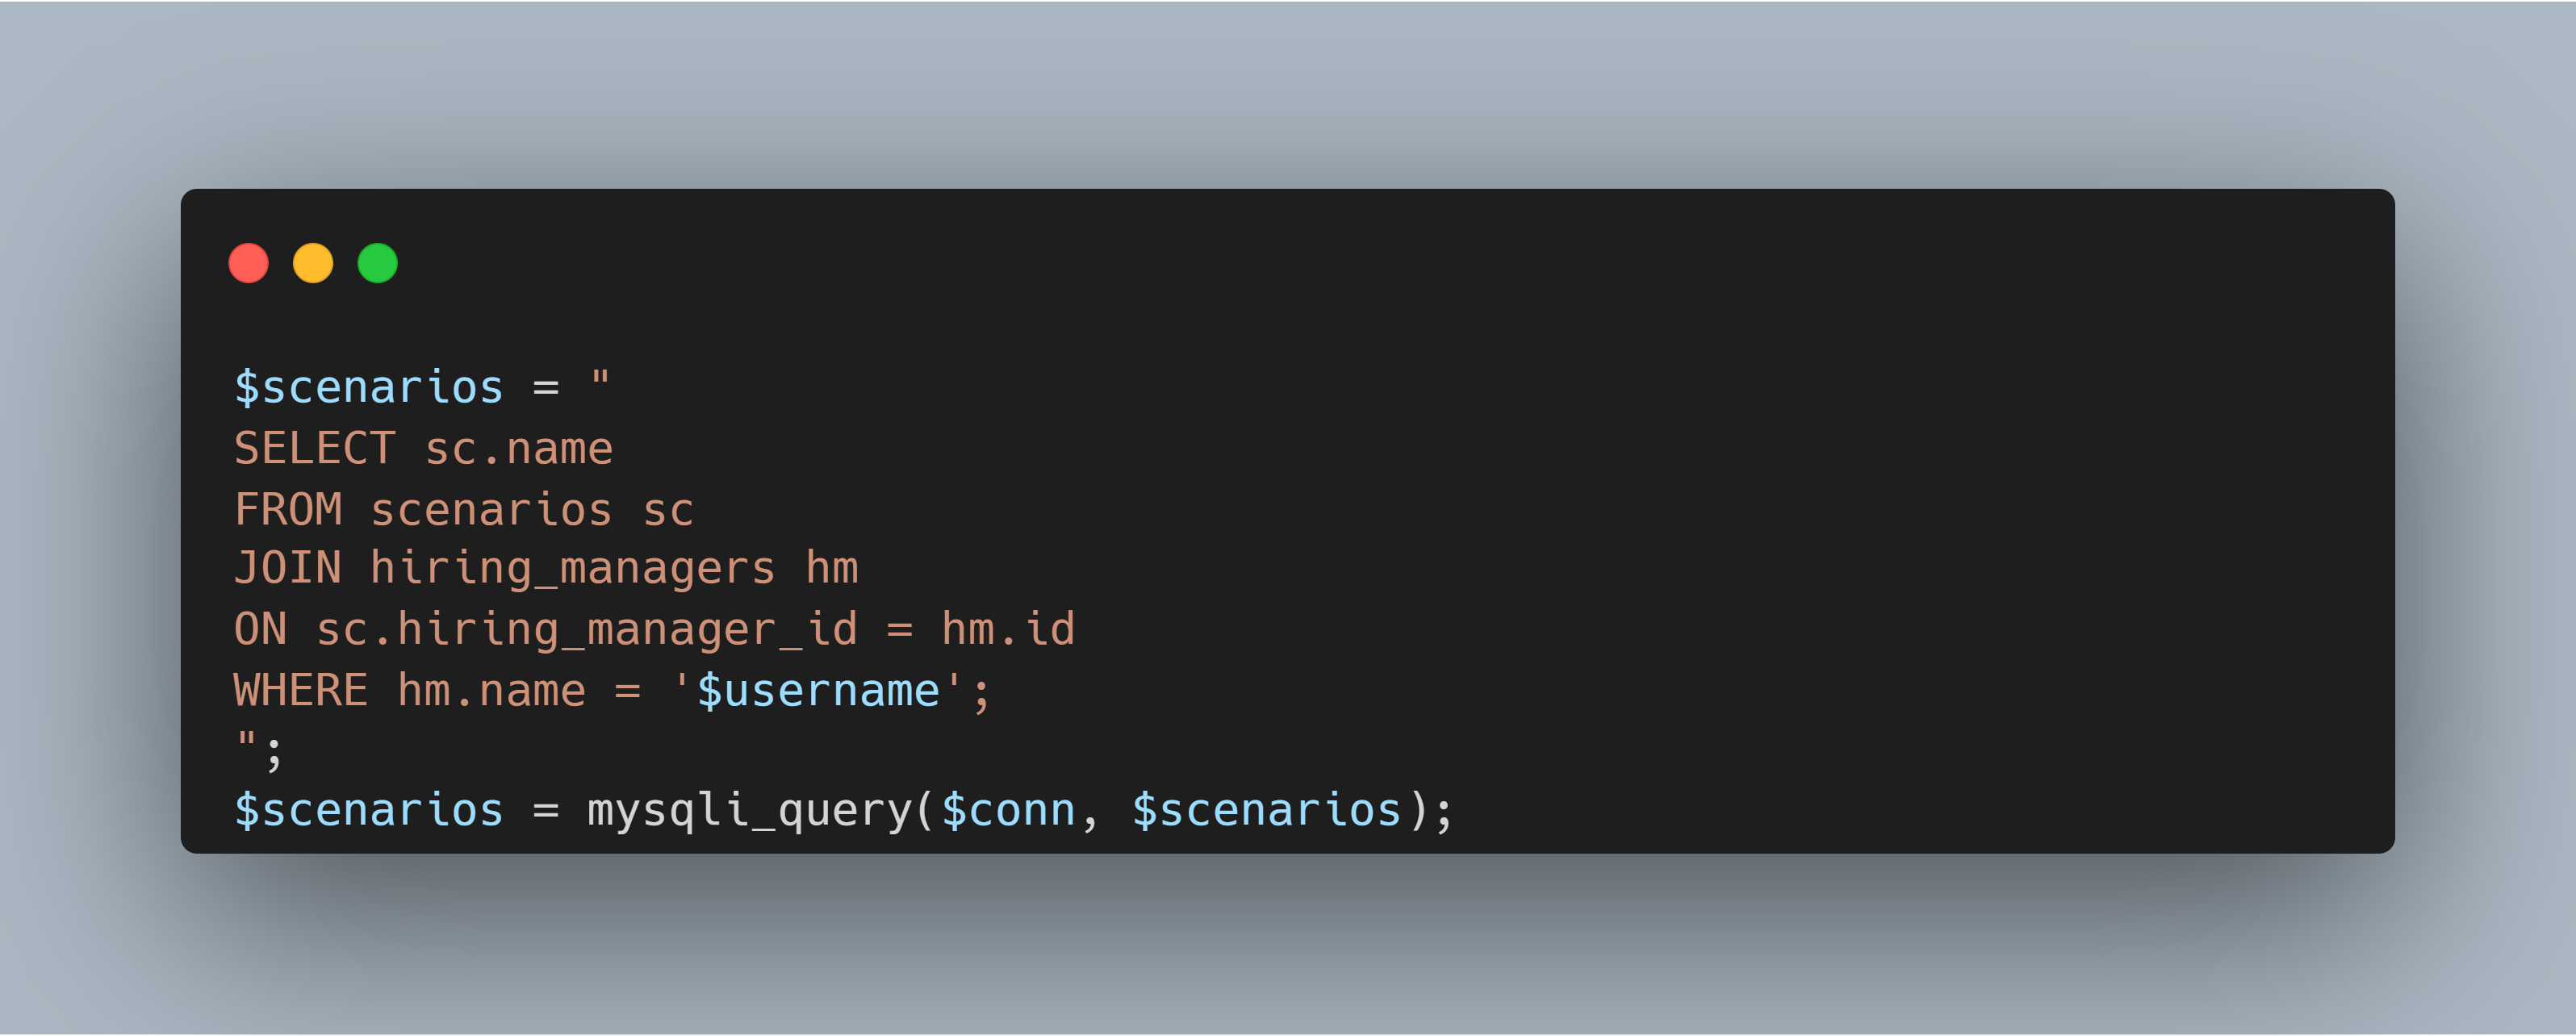 $scenarios = "
SELECT sc.name
FROM scenarios sc
JOIN hiring_managers hm
ON sc.hiring_manager_id = hm.id
WHERE hm.name = '$username';
";
$scenarios = mysqli_query($conn, $scenarios);